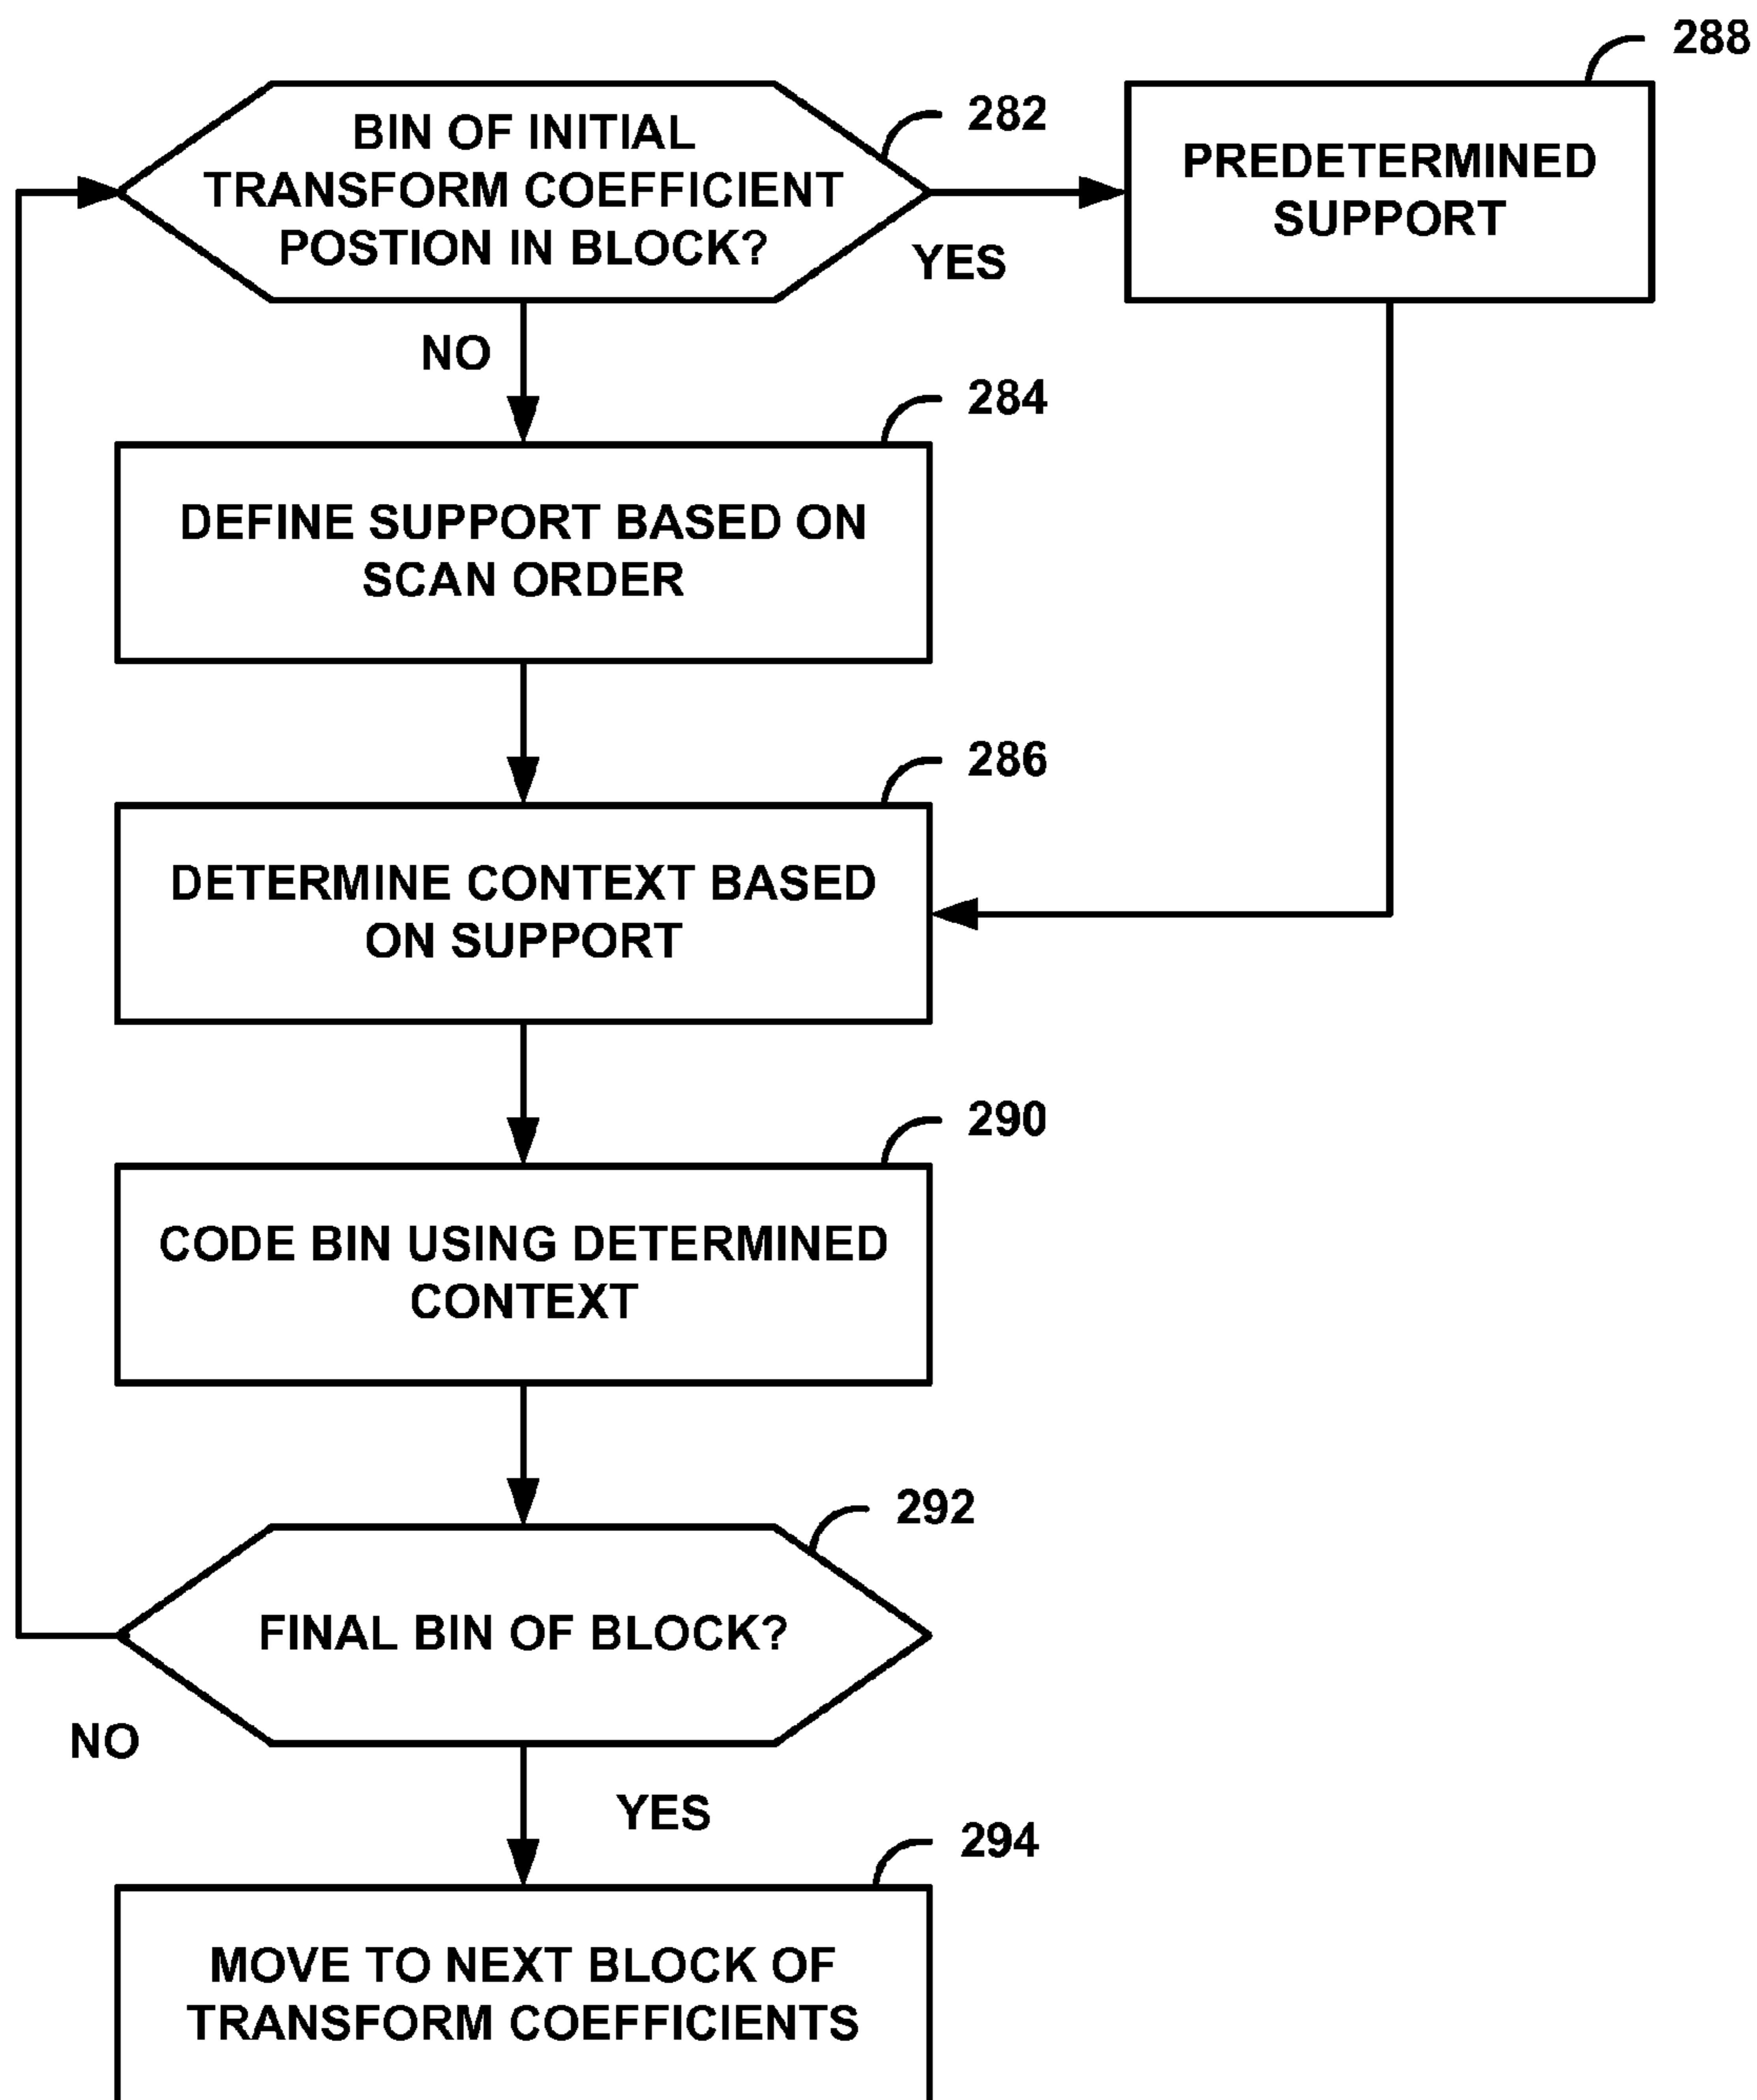 288
282
BIN OF INITIAL
TRANSFORM COEFFICIENT
POSTION IN BLOCK?
PREDETERMINED
SUPPORT
YES
NO
284
DEFINE SUPPORT BASED ON
SCAN ORDER
286
DETERMINE CONTEXT BASED
ON SUPPORT
290
CODE BIN USING DETERMINED
CONTEXT
292
FINAL BIN OF BLOCK?
NO
YES
294
MOVE TO NEXT BLOCK OF
TRANSFORM COEFFICIENTS